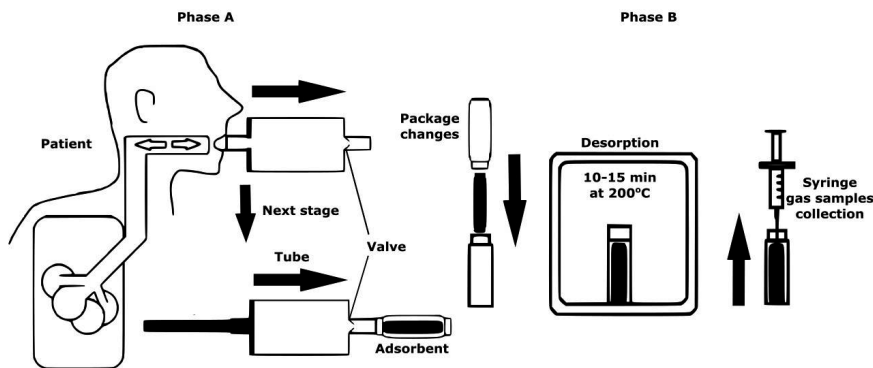 Phase A
Phase B
Patient
Package
changes
Desorption
10-15 min
at 200°C
Syringe
gas samples
collection
Next stage
Valve
Tube
Adsorbent